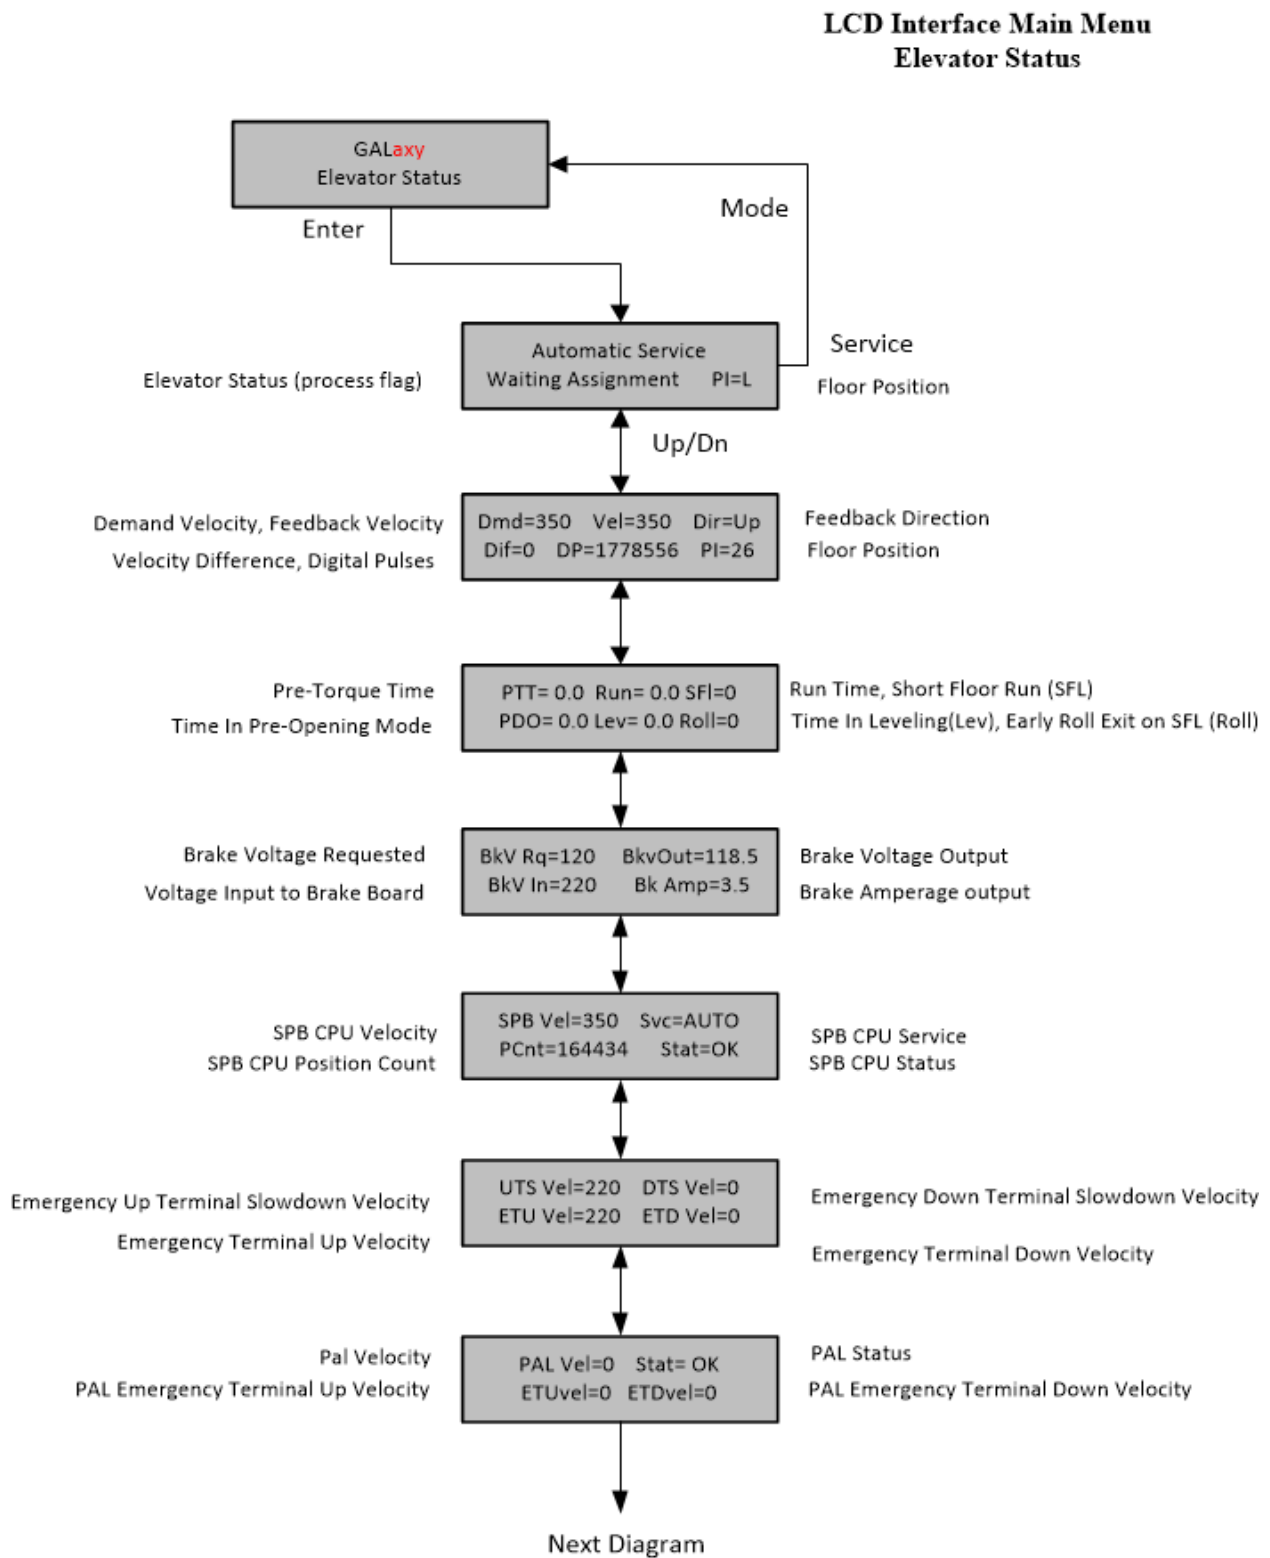 LCD Interface Main Menu
Elevator Status
GALaxy
Elevator Status
Enter
Mode
Automatic Service
Waiting Assignment PI=L
Elevator Status (process flag)
Service
Floor Position
Up/Dn
Demand Velocity, Feedback Velocity
Velocity Difference, Digital Pulses
Dmd=350 Vel=350 Dir=Up
Dif=0 DP=1778556 PI=26
Feedback Direction
Floor Position
Pre-Torque Time
Time In Pre-Opening Mode
PTT= 0.0 Run= 0.0 SFl=0
PDO= 0.0 Lev= 0.0 Roll=0
Run Time, Short Floor Run (SFL)
Time In Leveling(Lev), Early Roll Exit on SFL (Roll)
Brake Voltage Requested
Voltage Input to Brake Board
BkV Rq=120 BkvOut=118.5
BkV In=220 Bk Amp=3.5
Brake Voltage Output
Brake Amperage output
SPB CPU Velocity
SPB CPU Position Count
SPB Vel=350 Svc=AUTO
PCnt=164434 Stat=OK
SPB CPU Service
SPB CPU Status
Emergency Up Terminal Slowdown Velocity
Emergency Terminal Up Velocity
UTS Vel=220 DTS Vel=0
ETU Vel=220 ETD Vel=0
Emergency Down Terminal Slowdown Velocity
Emergency Terminal Down Velocity
Pal Velocity
PAL Emergency Terminal Up Velocity
PAL Vel=0 Stat= OK
ETUvel=0 ETDvel=0
PAL Status
PAL Emergency Terminal Down Velocity
Next Diagram